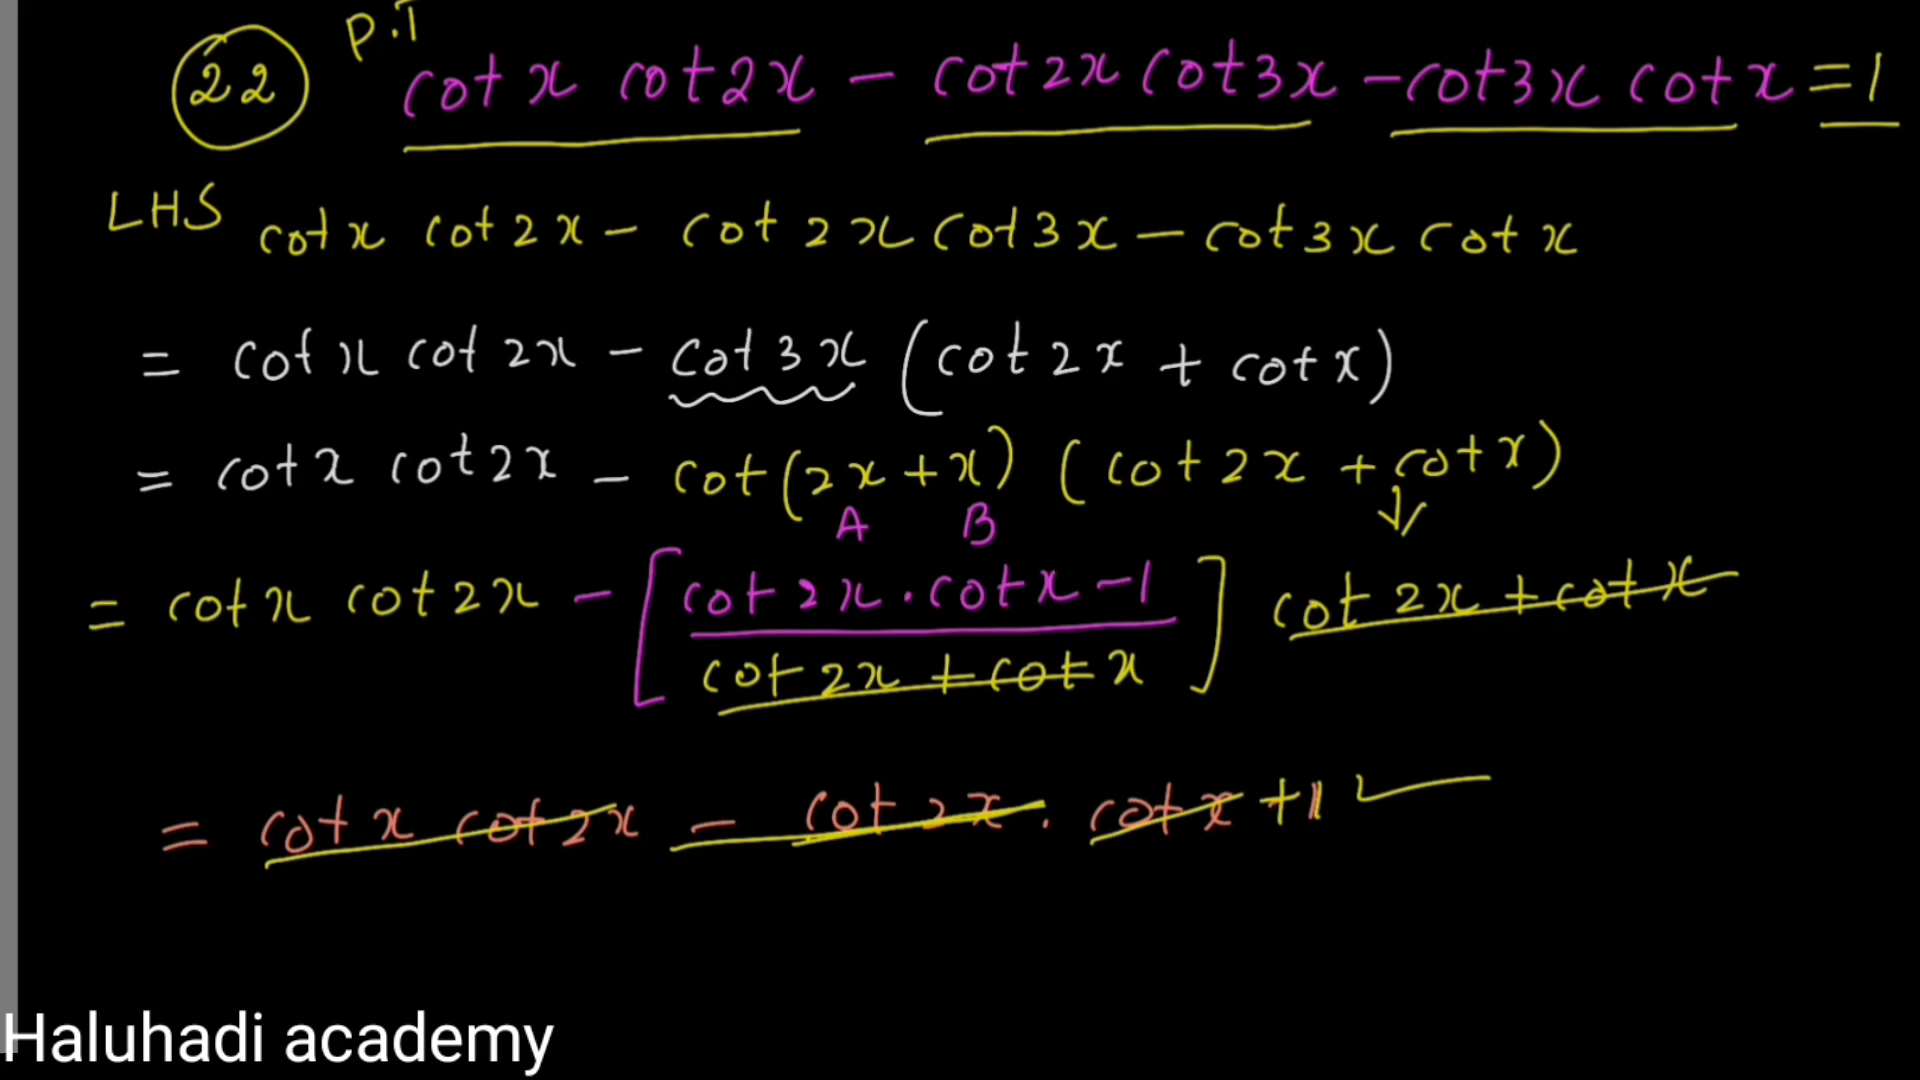 22 P.T cot x cot 2x - cot 2x cot 3x - cot 3x cot x = 1
LHS cot x cot 2x - cot 2x cot 3x - cot 3x cot x
= cot x cot 2x - cot 3x (cot 2x + cot x)
= cot x cot 2x - cot (2x + x) (cot 2x + cot x)
A B
= cot x cot 2x - [cot 2x . cot x - 1 / cot 2x + cot x] cot 2x + cot x
= cot x cot 2x - cot 2x . cot x + 1
Haluhadi academy